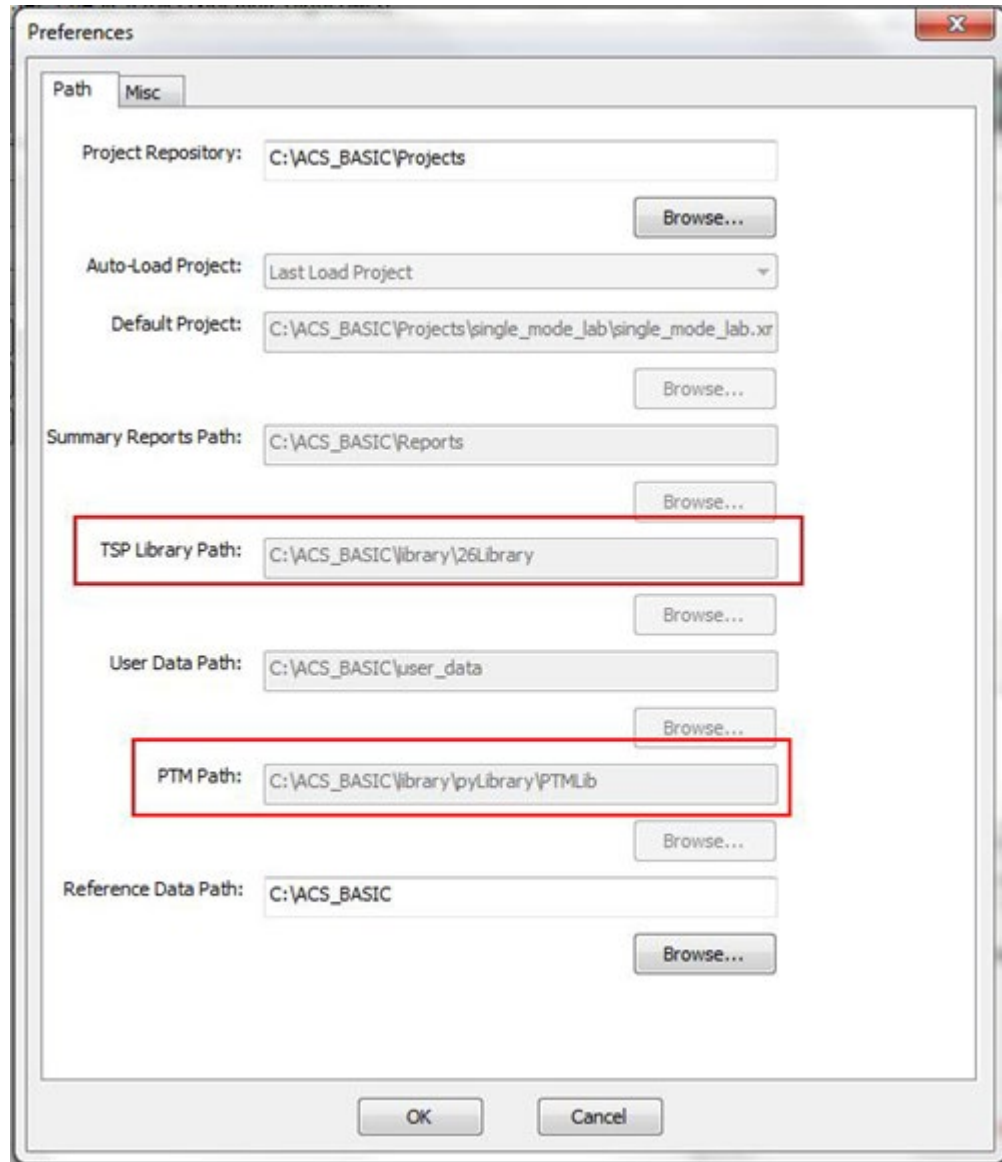 Preferences
Path
Misc
Project Repository: C:\ACS_BASIC\Projects
Browse...
Auto-Load Project: Last Load Project
Default Project: C:\ACS_BASIC\Projects\single_mode_lab\single_mode_lab.xr
Browse...
Summary Reports Path: C:\ACS_BASIC\Reports
Browse...
TSP Library Path: C:\ACS_BASIC\library\26Library
Browse...
User Data Path: C:\ACS_BASIC\user_data
Browse...
PTM Path: C:\ACS_BASIC\library\pyLibrary\PTMLib
Browse...
Reference Data Path: C:\ACS_BASIC
Browse...
OK
Cancel